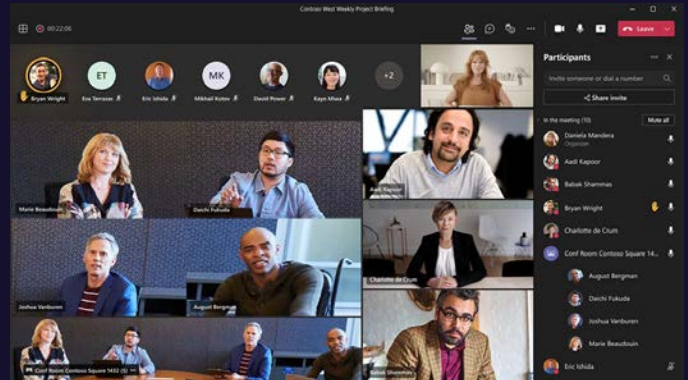 Contoso West Weekly Project Briefing
00:22:06
Leave
ET
MK
+2
Bryan Wright
Eva Terrazas
Eric Ishida
Mikhail Kotov
David Power
Kayo Miwa
Marie Beaudouin
Daichi Fukuda
Aadi Kapoor
Joshua Vanburen
August Bergman
Charlotte de Crum
Conf Room Contoso Square 1432 (5)
Babak Shammas
Participants
Invite someone or dial a number
Share invite
In the meeting (10)
Mute all
Daniela Mandera
Organizer
Aadi Kapoor
Babak Shammas
Bryan Wright
Charlotte de Crum
Conf Room Contoso Square 14...
August Bergman
Daichi Fukuda
Joshua Vanburen
Marie Beaudouin
Eric Ishida